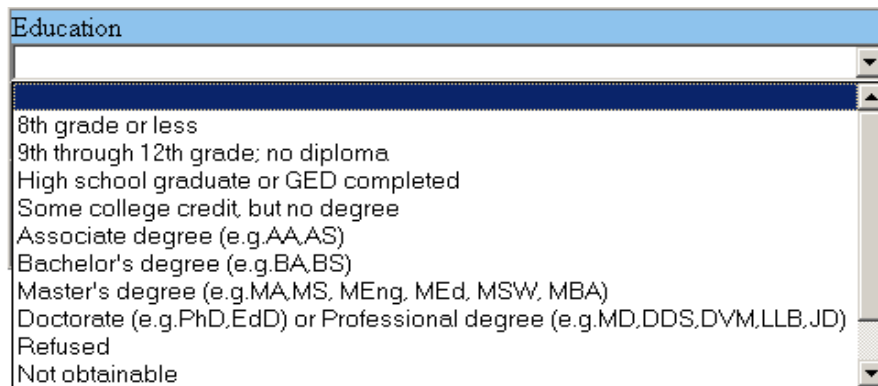 Education
8th grade or less
9th through 12th grade; no diploma
High school graduate or GED completed
Some college credit, but no degree
Associate degree (e.g.AA,AS)
Bachelor's degree (e.g.BA,BS)
Master's degree (e.g.MA,MS, MEng, MEd, MSW, MBA)
Doctorate (e.g.PhD,EdD) or Professional degree (e.g.MD,DDS,DVM,LLB,JD)
Refused
Not obtainable